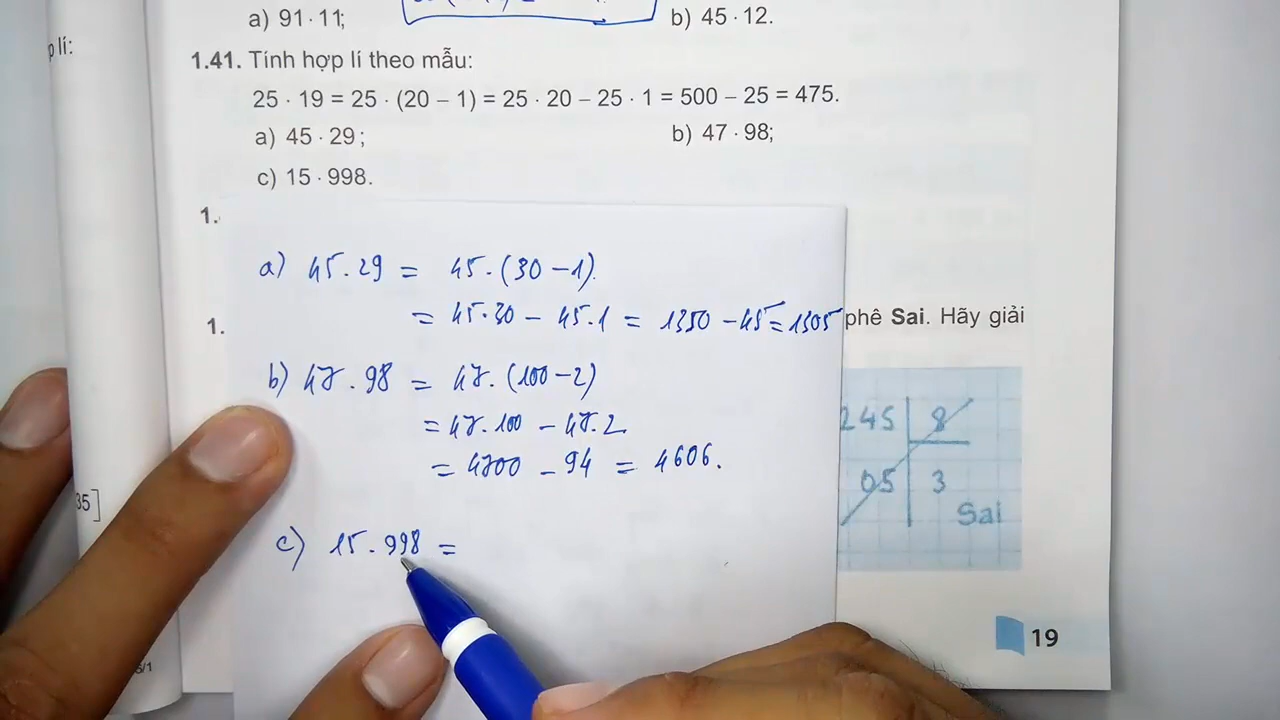 a) 91 · 11;
b) 45 · 12.
lí:
1.41. Tính hợp lí theo mẫu:
25 · 19 = 25 · (20 – 1) = 25 · 20 – 25 · 1 = 500 – 25 = 475.
a) 45 · 29;
b) 47 · 98;
c) 15 · 998.
1.
a) 45.29 = 45.(30-1).
= 45.30 - 45.1 = 1350 - 45 = 1305
1.
phê Sai. Hãy giải
b) 47.98 = 47.(100-2)
= 47.100 - 47.2
= 4700 - 94 = 4606.
245 8
05 3
Sai
35]
c) 15.998 =
19
/1